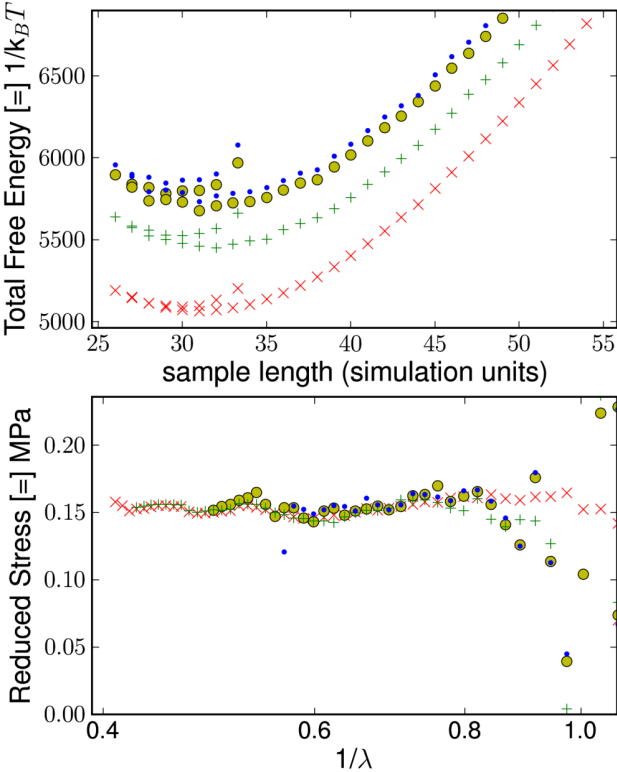 Total Free Energy [=] 1/k_BT
6500
6000
5500
5000
25 30 35 40 45 50 55
sample length (simulation units)
Reduced Stress [=] MPa
0.20
0.15
0.10
0.05
0.00
0.4 0.6 0.8 1.0
1/λ